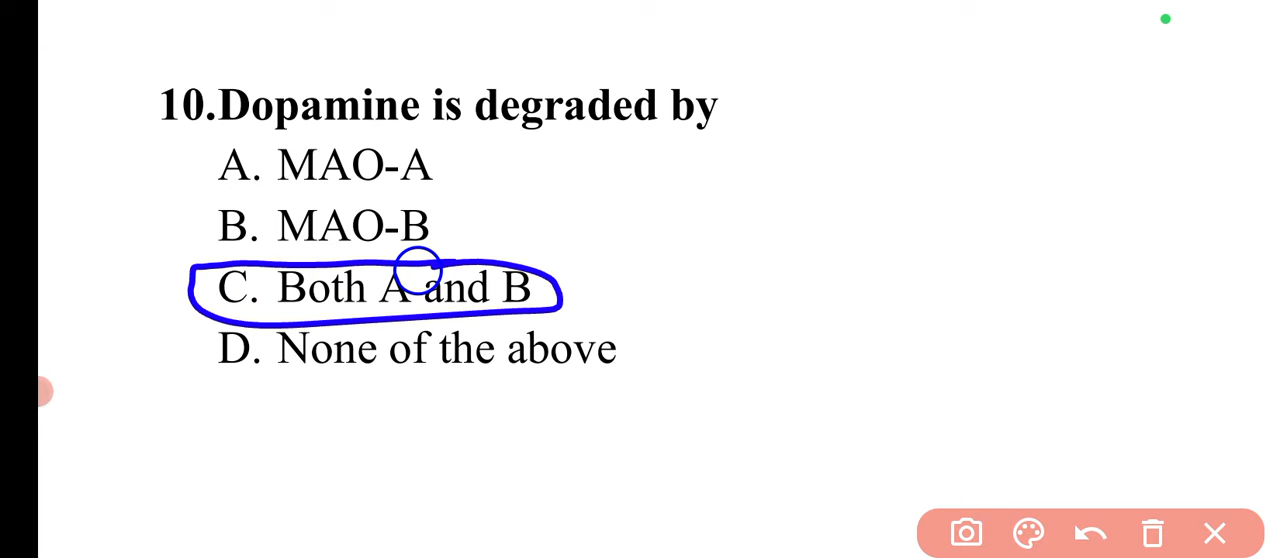 10.Dopamine is degraded by
A. MAO-A
B. MAO-B
C. Both A and B
D. None of the above